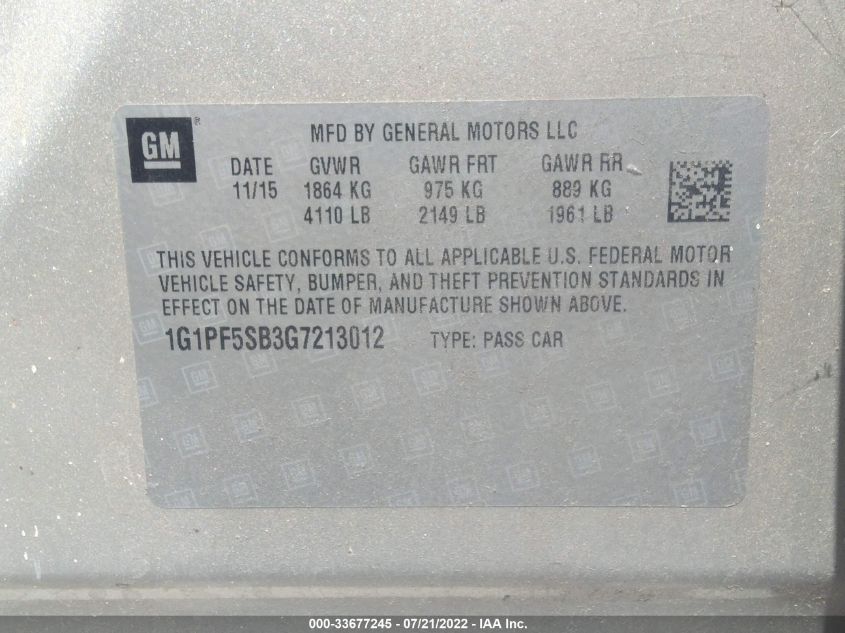 GM ®
MFD BY GENERAL MOTORS LLC
DATE GVWR GAWR FRT GAWR RR
11/15 1864 KG 975 KG 889 KG
4110 LB 2149 LB 1961 LB
THIS VEHICLE CONFORMS TO ALL APPLICABLE U.S. FEDERAL MOTOR
VEHICLE SAFETY, BUMPER, AND THEFT PREVENTION STANDARDS IN
EFFECT ON THE DATE OF MANUFACTURE SHOWN ABOVE.
1G1PF5SB3G7213012 TYPE: PASS CAR
000-33677245 - 07/21/2022 - IAA Inc.